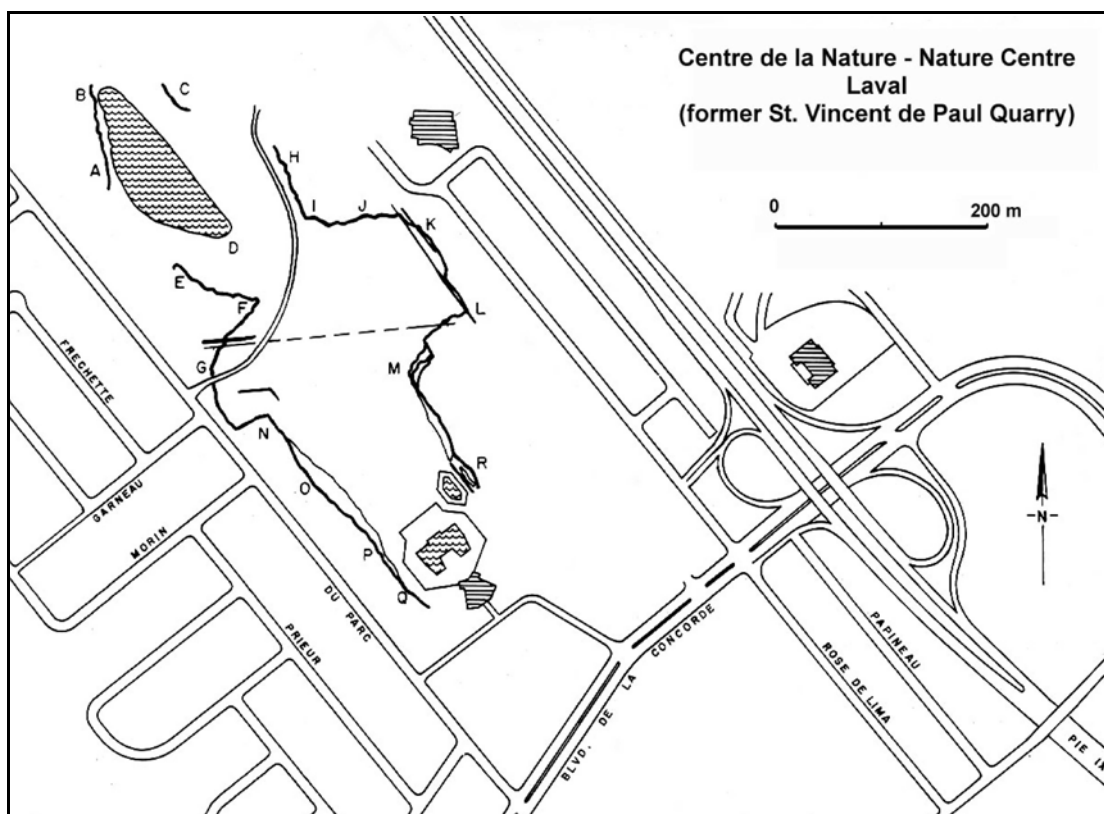 Centre de la Nature - Nature Centre
Laval
(former St. Vincent de Paul Quarry)
0 200 m
B
C
A
H
I
J
K
D
E
F
L
G
M
N
R
O
P
Q
-N-
FRECHETTE
GARNEAU
MORIN
DU PARC
PRIEUR
BLVD. DE LA CONCORDE
PAPINEAU
ROSE DE LIMA
PIE IX